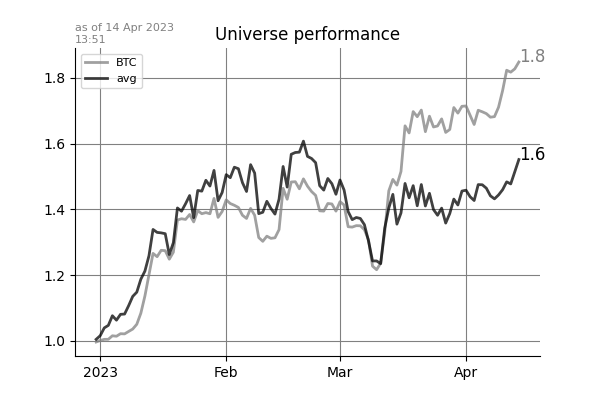 as of 14 Apr 2023
13:51
Universe performance
BTC
avg
1.8
1.6
1.8
1.6
1.4
1.2
1.0
2023
Feb
Mar
Apr